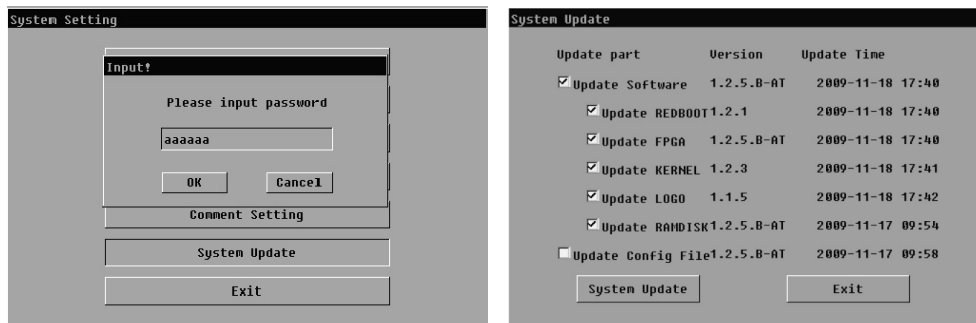 System Setting
Input!
Please input password
aaaaaa
OK Cancel
Comment Setting
System Update
Exit
System Update
Update part Version Update Time
Update Software 1.2.5.B-AT 2009-11-18 17:40
Update REDBOOT 1.2.1 2009-11-18 17:40
Update FPGA 1.2.5.B-AT 2009-11-18 17:40
Update KERNEL 1.2.3 2009-11-18 17:41
Update LOGO 1.1.5 2009-11-18 17:42
Update RAMDISK 1.2.5.B-AT 2009-11-17 09:54
Update Config File 1.2.5.B-AT 2009-11-17 09:58
System Update Exit